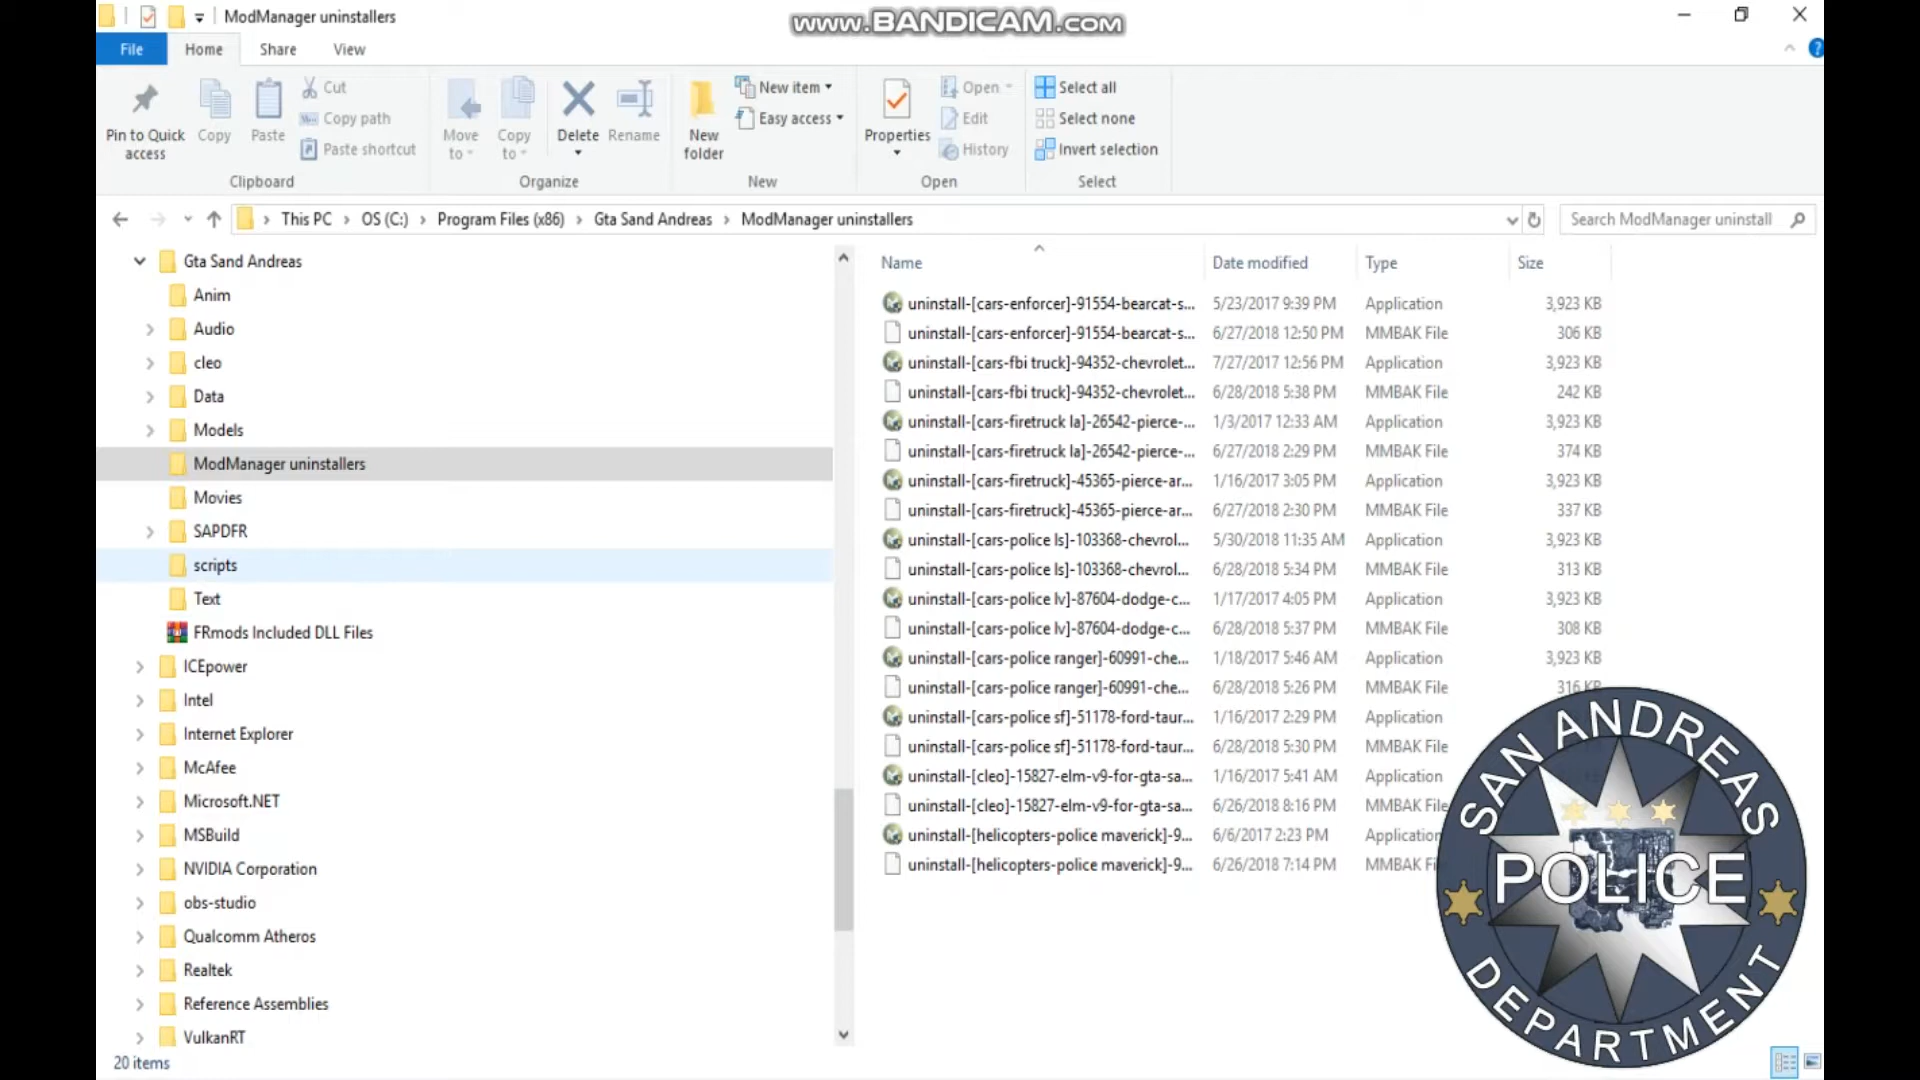 ModManager uninstallers
www.BANDICAM.com
File Home Share View
Pin to Quick access
Copy
Paste
Cut
Copy path
Paste shortcut
Clipboard
Move to
Copy to
Delete
Rename
Organize
New folder
New item
Easy access
New
Properties
Open
Edit
History
Open
Select all
Select none
Invert selection
Select
This PC > OS (C:) > Program Files (x86) > Gta Sand Andreas > ModManager uninstallers
Search ModManager uninstall
Gta Sand Andreas
Anim
Audio
cleo
Data
Models
ModManager uninstallers
Movies
SAPDFR
scripts
Text
FRmods Included DLL Files
ICEpower
Intel
Internet Explorer
McAfee
Microsoft.NET
MSBuild
NVIDIA Corporation
obs-studio
Qualcomm Atheros
Realtek
Reference Assemblies
VulkanRT
Name Date modified Type Size
uninstall-[cars-enforcer]-91554-bearcat-s... 5/23/2017 9:39 PM Application 3,923 KB
uninstall-[cars-enforcer]-91554-bearcat-s... 6/27/2018 12:50 PM MMBAK File 306 KB
uninstall-[cars-fbi truck]-94352-chevrolet... 7/27/2017 12:56 PM Application 3,923 KB
uninstall-[cars-fbi truck]-94352-chevrolet... 6/28/2018 5:38 PM MMBAK File 242 KB
uninstall-[cars-firetruck la]-26542-pierce-... 1/3/2017 12:33 AM Application 3,923 KB
uninstall-[cars-firetruck la]-26542-pierce-... 6/27/2018 2:29 PM MMBAK File 374 KB
uninstall-[cars-firetruck]-45365-pierce-ar... 1/16/2017 3:05 PM Application 3,923 KB
uninstall-[cars-firetruck]-45365-pierce-ar... 6/27/2018 2:30 PM MMBAK File 337 KB
uninstall-[cars-police ls]-103368-chevrol... 5/30/2018 11:35 AM Application 3,923 KB
uninstall-[cars-police ls]-103368-chevrol... 6/28/2018 5:34 PM MMBAK File 313 KB
uninstall-[cars-police lv]-87604-dodge-c... 1/17/2017 4:05 PM Application 3,923 KB
uninstall-[cars-police lv]-87604-dodge-c... 6/28/2018 5:37 PM MMBAK File 308 KB
uninstall-[cars-police ranger]-60991-che... 1/18/2017 5:46 AM Application 3,923 KB
uninstall-[cars-police ranger]-60991-che... 6/28/2018 5:26 PM MMBAK File 316 KB
uninstall-[cars-police sf]-51178-ford-taur... 1/16/2017 2:29 PM Application
uninstall-[cars-police sf]-51178-ford-taur... 6/28/2018 5:30 PM MMBAK File
uninstall-[cleo]-15827-elm-v9-for-gta-sa... 1/16/2017 5:41 AM Application
uninstall-[cleo]-15827-elm-v9-for-gta-sa... 6/26/2018 8:16 PM MMBAK File
uninstall-[helicopters-police maverick]-9... 6/6/2017 2:23 PM Application
uninstall-[helicopters-police maverick]-9... 6/26/2018 7:14 PM MMBAK Fi
SAN ANDREAS
POLICE
DEPARTMENT
20 items